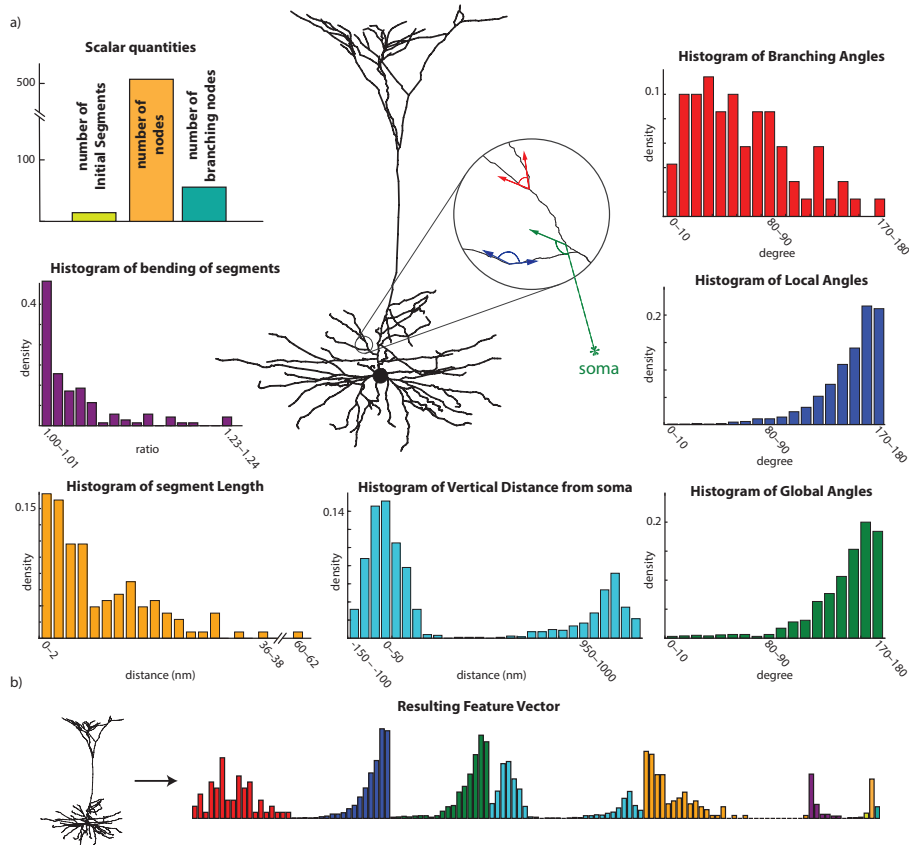 a)
Scalar quantities
500
100
number of
Initial Segments
number of
nodes
number of
branching nodes
soma
Histogram of Branching Angles
0.1
density
0–10
80–90
170–180
degree
Histogram of bending of segments
0.4
density
1.00–1.01
1.23–1.24
ratio
Histogram of Local Angles
0.2
density
0–10
80–90
170–180
degree
Histogram of segment Length
0.15
density
0–2
36–38
60–62
distance (nm)
Histogram of Vertical Distance from soma
0.14
density
-150–-100
0–50
950–1000
distance (nm)
Histogram of Global Angles
0.2
density
0–10
80–90
170–180
degree
b)
Resulting Feature Vector